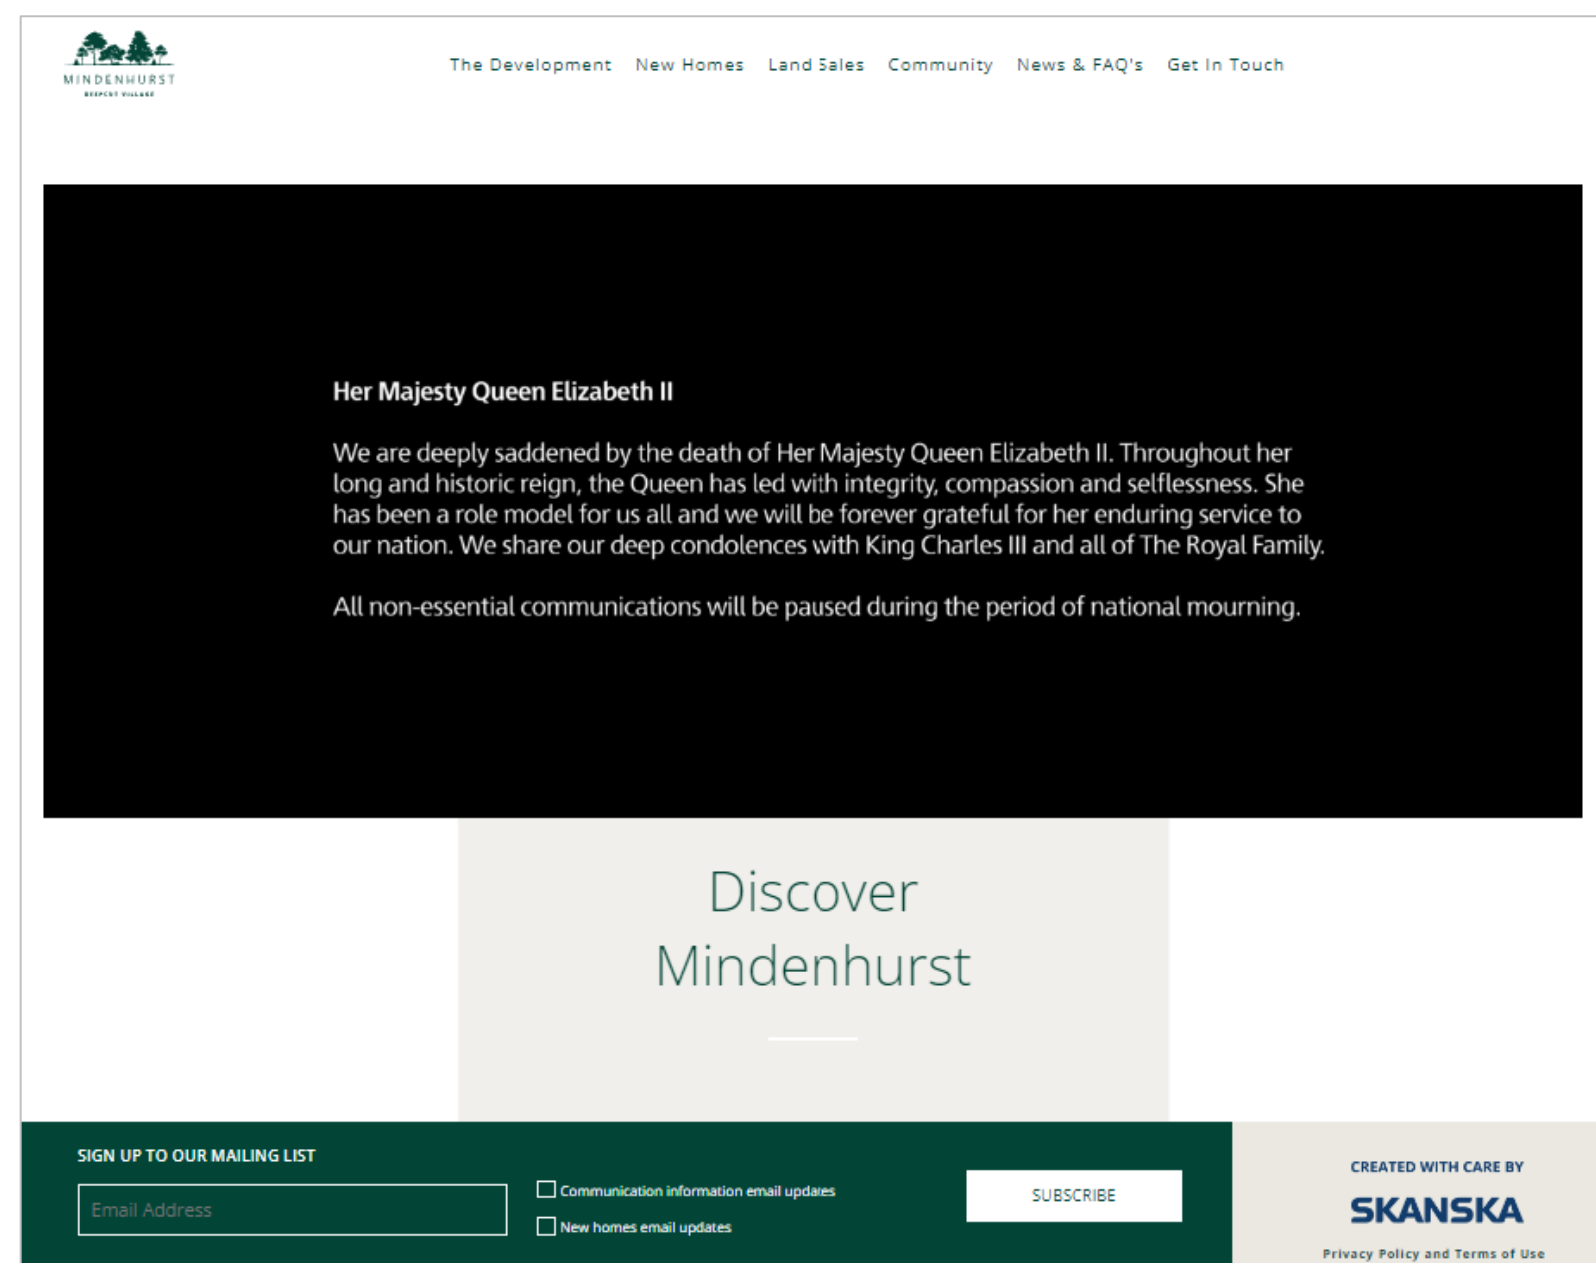 MINDENHURST
DEEPCUT VILLAGE
The Development New Homes Land Sales Community News & FAQ's Get In Touch
Her Majesty Queen Elizabeth II
We are deeply saddened by the death of Her Majesty Queen Elizabeth II. Throughout her
long and historic reign, the Queen has led with integrity, compassion and selflessness. She
has been a role model for us all and we will be forever grateful for her enduring service to
our nation. We share our deep condolences with King Charles III and all of The Royal Family.
All non-essential communications will be paused during the period of national mourning.
Discover
Mindenhurst
SIGN UP TO OUR MAILING LIST
Email Address
Communication information email updates
New homes email updates
SUBSCRIBE
CREATED WITH CARE BY
SKANSKA
Privacy Policy and Terms of Use